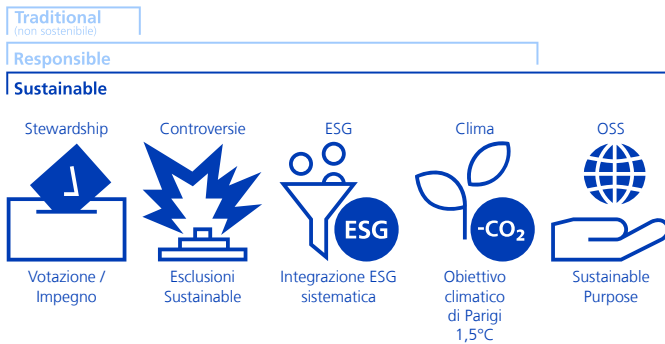 Traditional
(non sostenibile)
Responsible
Sustainable
Stewardship
Controversie
ESG
Clima
OSS
ESG
-CO₂
Votazione /
Impegno
Esclusioni
Sustainable
Integrazione ESG
sistematica
Obiettivo
climatico
di Parigi
1,5°C
Sustainable
Purpose